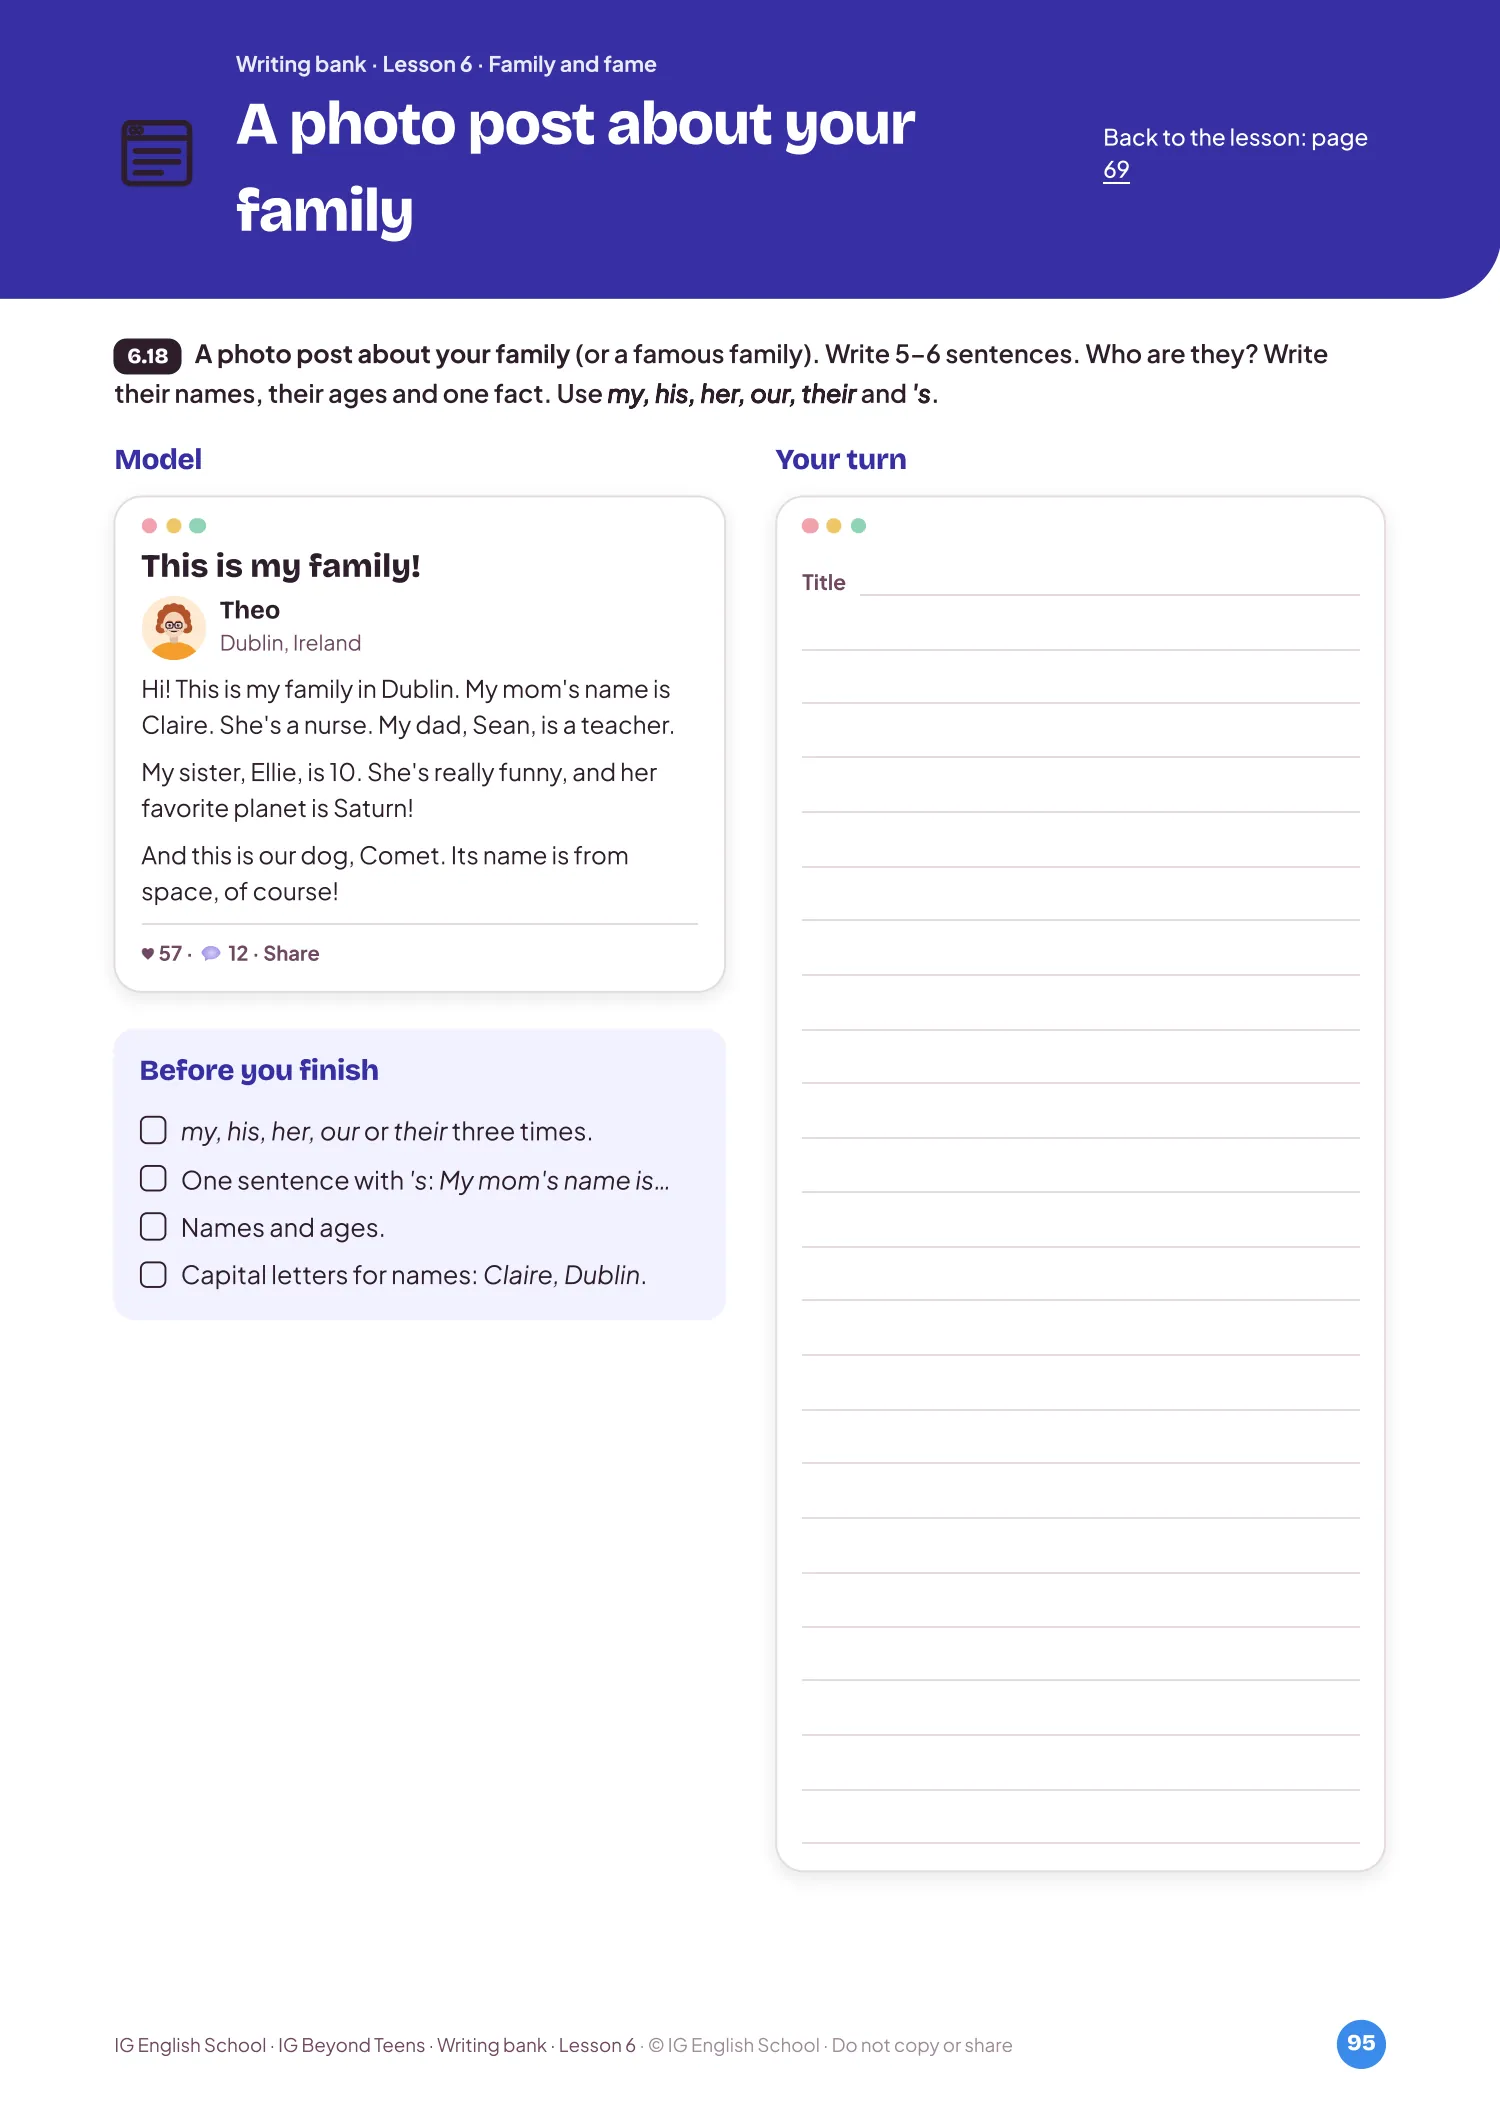 Writing bank · Lesson 6 · Family and fame
A photo post about your
family
Back to the lesson: page
69
6.18 A photo post about your family (or a famous family). Write 5–6 sentences. Who are they? Write
their names, their ages and one fact. Use my, his, her, our, their and 's.
Model
This is my family!
Theo
Dublin, Ireland
Hi! This is my family in Dublin. My mom's name is
Claire. She's a nurse. My dad, Sean, is a teacher.
My sister, Ellie, is 10. She's really funny, and her
favorite planet is Saturn!
And this is our dog, Comet. Its name is from
space, of course!
♥ 57 · 💬 12 · Share
Before you finish
my, his, her, our or their three times.
One sentence with 's: My mom's name is...
Names and ages.
Capital letters for names: Claire, Dublin.
Your turn
Title
IG English School · IG Beyond Teens · Writing bank · Lesson 6 · © IG English School · Do not copy or share
95